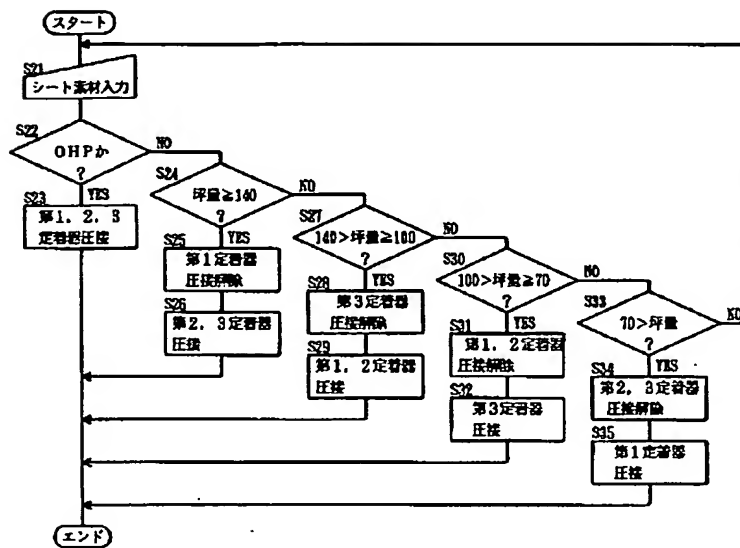 スタート
S21
シート素材入力
S22
OHPか
?
NO
YES
S23
第1, 2, 3
定着器圧接
S24
坪量≧140
?
NO
YES
S25
第1定着器
圧接解除
S26
第2, 3定着器
圧接
S27
140>坪量≧100
?
NO
YES
S28
第3定着器
圧接解除
S29
第1, 2定着器
圧接
S30
100>坪量≧70
?
NO
YES
S31
第1, 2定着器
圧接解除
S32
第3定着器
圧接
S33
70>坪量
?
NO
YES
S34
第2, 3定着器
圧接解除
S35
第1定着器
圧接
エンド